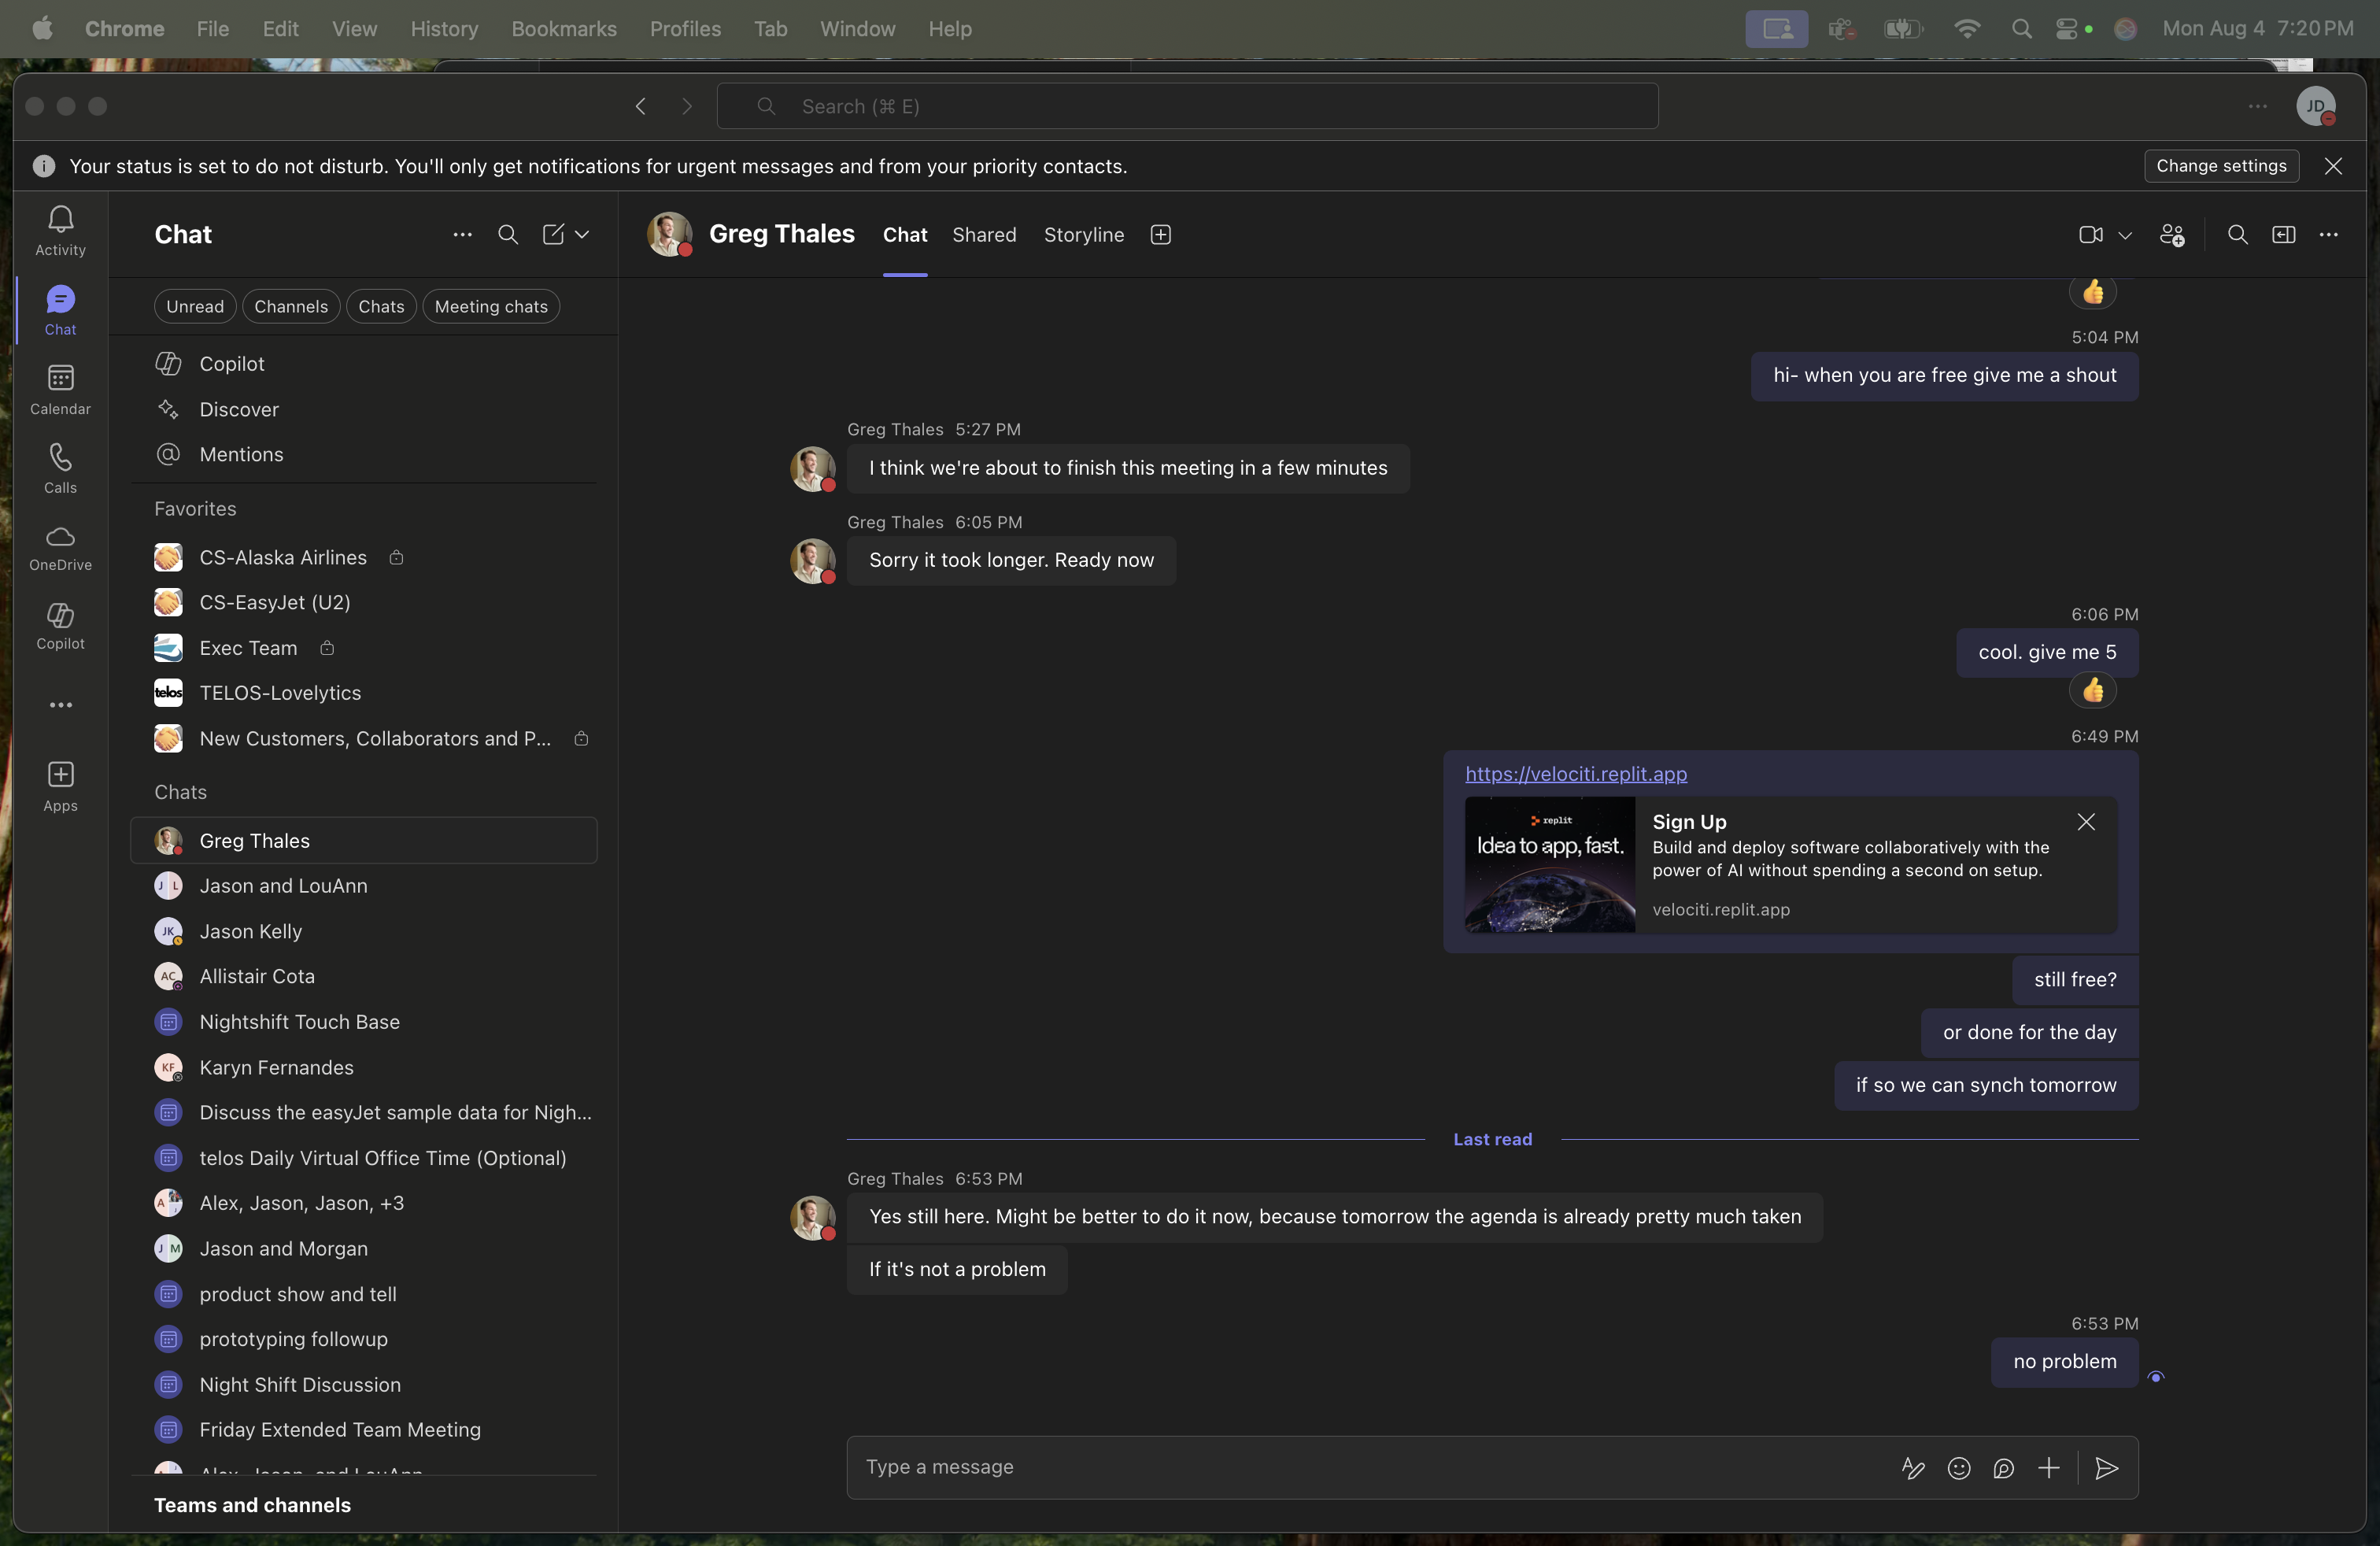 Chrome File Edit View History Bookmarks Profiles Tab Window Help Mon Aug 4 7:20 PM
Search (⌘ E)
JD
Your status is set to do not disturb. You'll only get notifications for urgent messages and from your priority contacts.
Change settings
Activity
Chat
Calendar
Calls
OneDrive
Copilot
Apps
Chat
Unread Channels Chats Meeting chats
Copilot
Discover
Mentions
Favorites
CS-Alaska Airlines
CS-EasyJet (U2)
Exec Team
telos TELOS-Lovelytics
New Customers, Collaborators and P...
Chats
Greg Thales
J L Jason and LouAnn
JK Jason Kelly
AC Allistair Cota
Nightshift Touch Base
KF Karyn Fernandes
Discuss the easyJet sample data for Nigh...
telos Daily Virtual Office Time (Optional)
A Alex, Jason, Jason, +3
J M Jason and Morgan
product show and tell
prototyping followup
Night Shift Discussion
Friday Extended Team Meeting
Alex, Jason, and LouAnn
Teams and channels
Greg Thales Chat Shared Storyline
5:04 PM
hi- when you are free give me a shout
Greg Thales 5:27 PM
I think we're about to finish this meeting in a few minutes
Greg Thales 6:05 PM
Sorry it took longer. Ready now
6:06 PM
cool. give me 5
6:49 PM
https://velociti.replit.app
replit
Idea to app, fast.
Sign Up
Build and deploy software collaboratively with the
power of AI without spending a second on setup.
velociti.replit.app
still free?
or done for the day
if so we can synch tomorrow
Last read
Greg Thales 6:53 PM
Yes still here. Might be better to do it now, because tomorrow the agenda is already pretty much taken
If it's not a problem
6:53 PM
no problem
Type a message